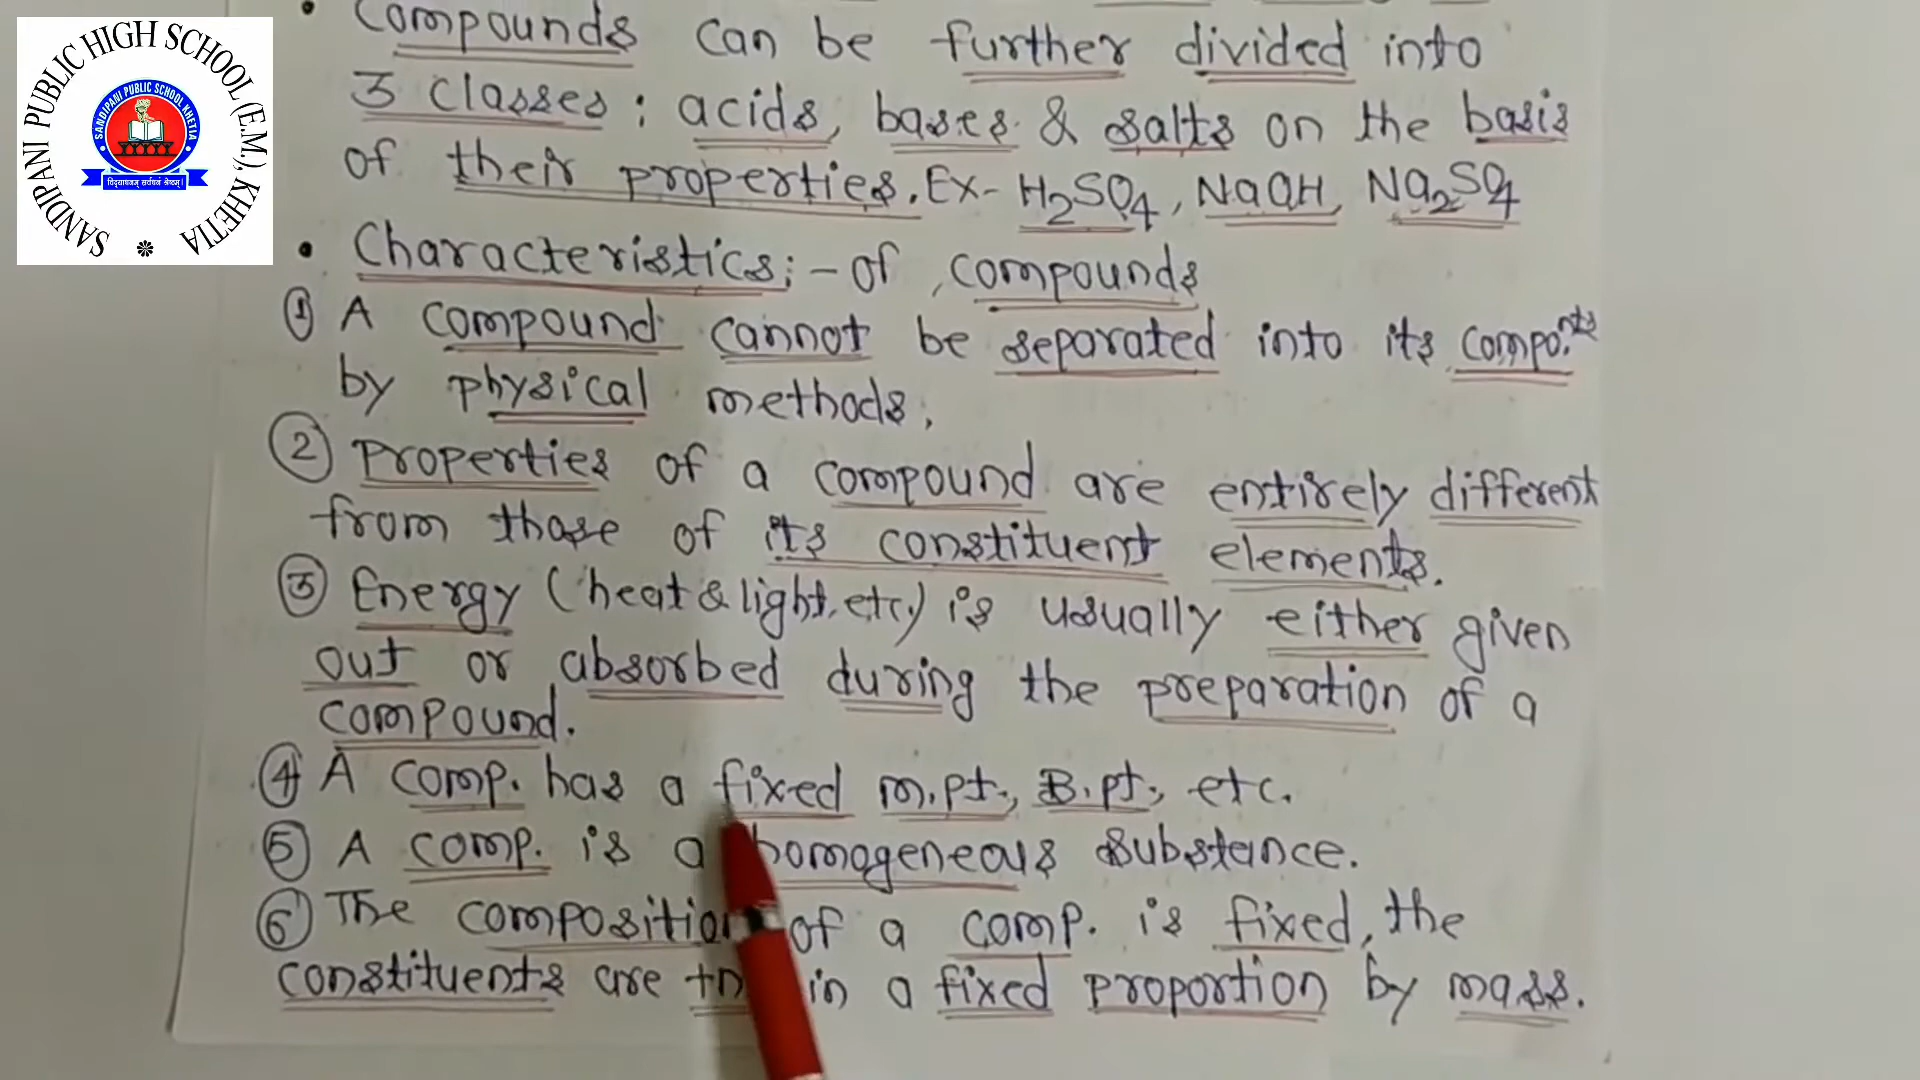 SANDIPANI PUBLIC HIGH SCHOOL (E.M.), KHETIA
SANDIPANI PUBLIC SCHOOL KHETIA
• Compounds can be further divided into
3 classes : acids, bases & salts on the basis
of their properties. Ex- H₂SO₄, NaOH, Na₂SO₄
• Characteristics:- of compounds
① A compound cannot be separated into its compo.nts
by physical methods.
② Properties of a compound are entirely different
from those of its constituent elements.
③ Energy (heat & light, etc.) is usually either given
out or absorbed during the preparation of a
compound.
④ A comp. has a fixed m.pt., B.pt., etc.
⑤ A comp. is a homogeneous substance.
⑥ The composition of a comp. is fixed, the
constituents are in a fixed proportion by mass.